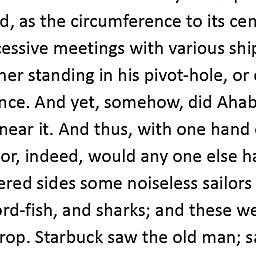 d, as the circumference to its cen
cessive meetings with various ship
her standing in his pivot-hole, or
nce. And yet, somehow, did Ahab
near it. And thus, with one hand
or, indeed, would any one else ha
ered sides some noiseless sailors
ord-fish, and sharks; and these we
rop. Starbuck saw the old man; sa